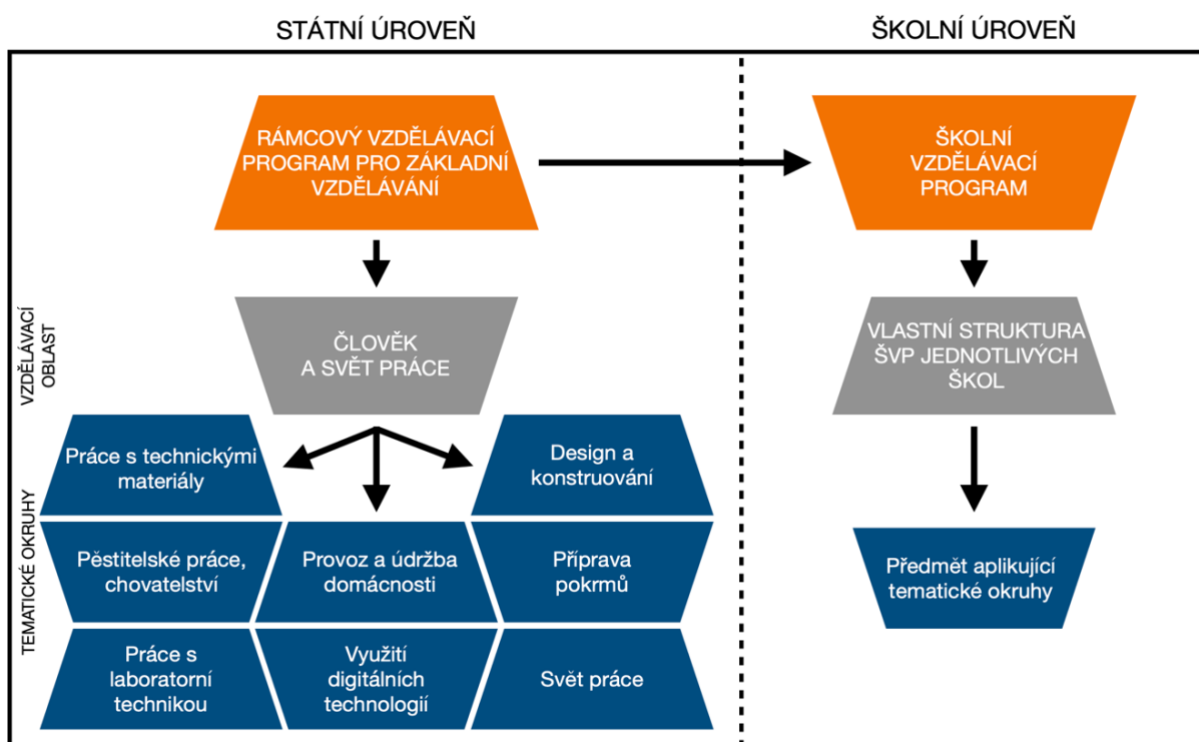 STÁTNÍ ÚROVEŇ
ŠKOLNÍ ÚROVEŇ
RÁMCOVÝ VZDĚLÁVACÍ
PROGRAM PRO ZÁKLADNÍ
VZDĚLÁVÁNÍ
ŠKOLNÍ
VZDĚLÁVACÍ
PROGRAM
VZDĚLÁVACÍ
OBLAST
ČLOVĚK
A SVĚT PRÁCE
VLASTNÍ STRUKTURA
ŠVP JEDNOTLIVÝCH
ŠKOL
TEMATICKÉ OKRUHY
Práce s technickými
materiály
Design a
konstruování
Pěstitelské práce,
chovatelství
Provoz a údržba
domácnosti
Příprava
pokrmů
Předmět aplikující
tematické okruhy
Práce s
laboratorní
technikou
Využití
digitálních
technologií
Svět práce